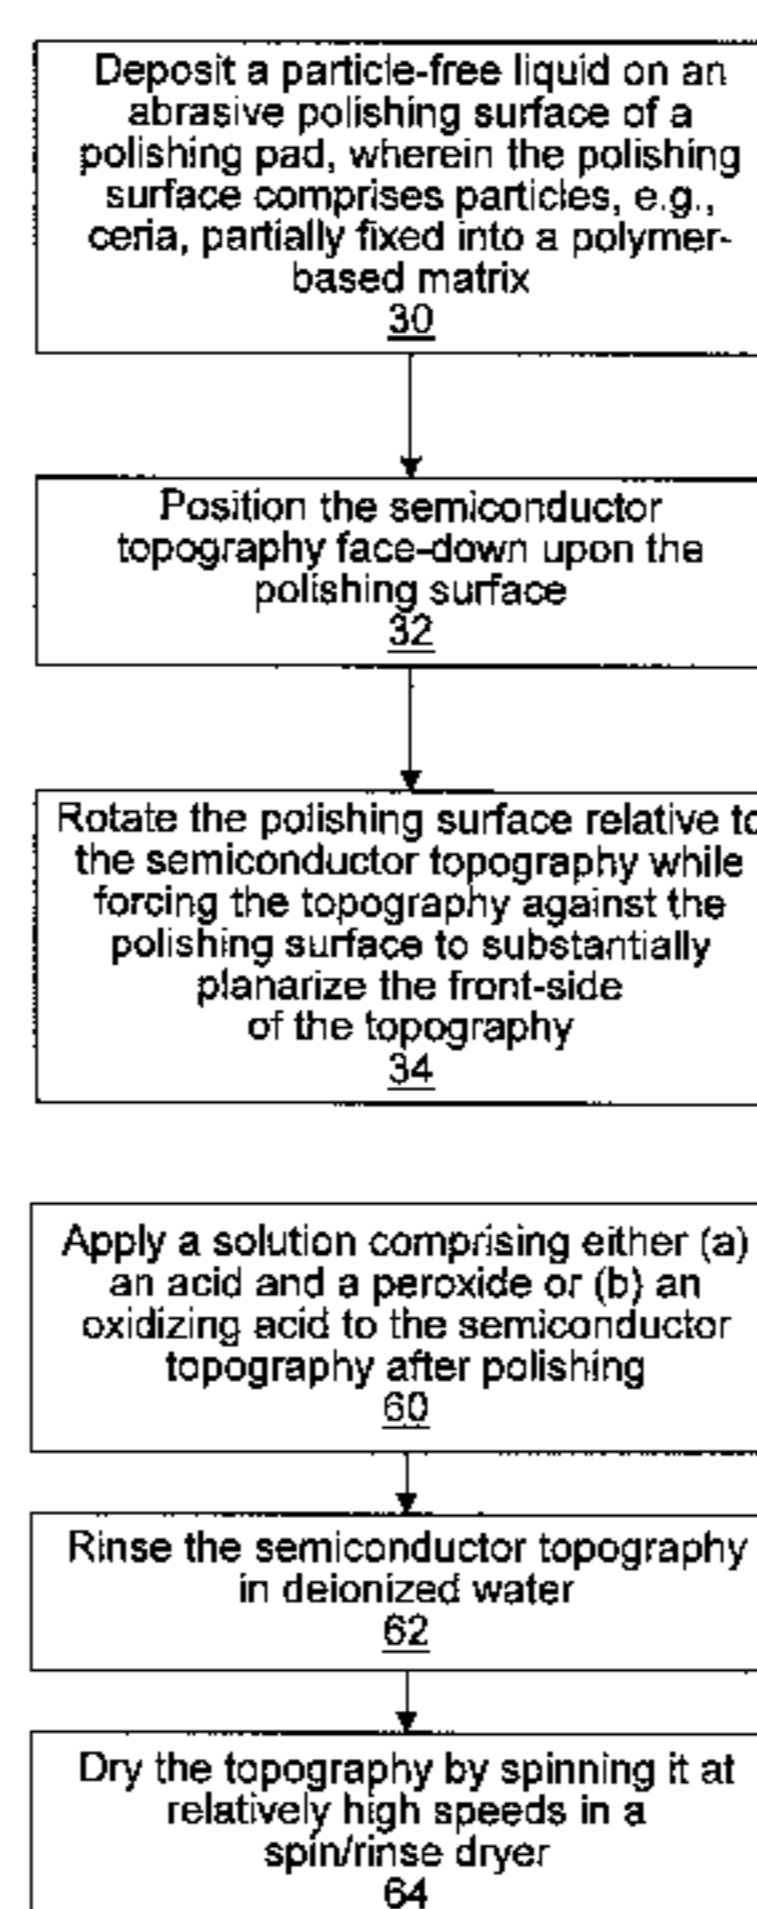 Deposit a particle-free liquid on an
abrasive polishing surface of a
polishing pad, wherein the polishing
surface comprises particles, e.g.,
ceria, partially fixed into a polymer-
based matrix
30
Position the semiconductor
topography face-down upon the
polishing surface
32
Rotate the polishing surface relative to
the semiconductor topography while
forcing the topography against the
polishing surface to substantially
planarize the front-side
of the topography
34
Apply a solution comprising either (a)
an acid and a peroxide or (b) an
oxidizing acid to the semiconductor
topography after polishing
60
Rinse the semiconductor topography
in deionized water
62
Dry the topography by spinning it at
relatively high speeds in a
spin/rinse dryer
64